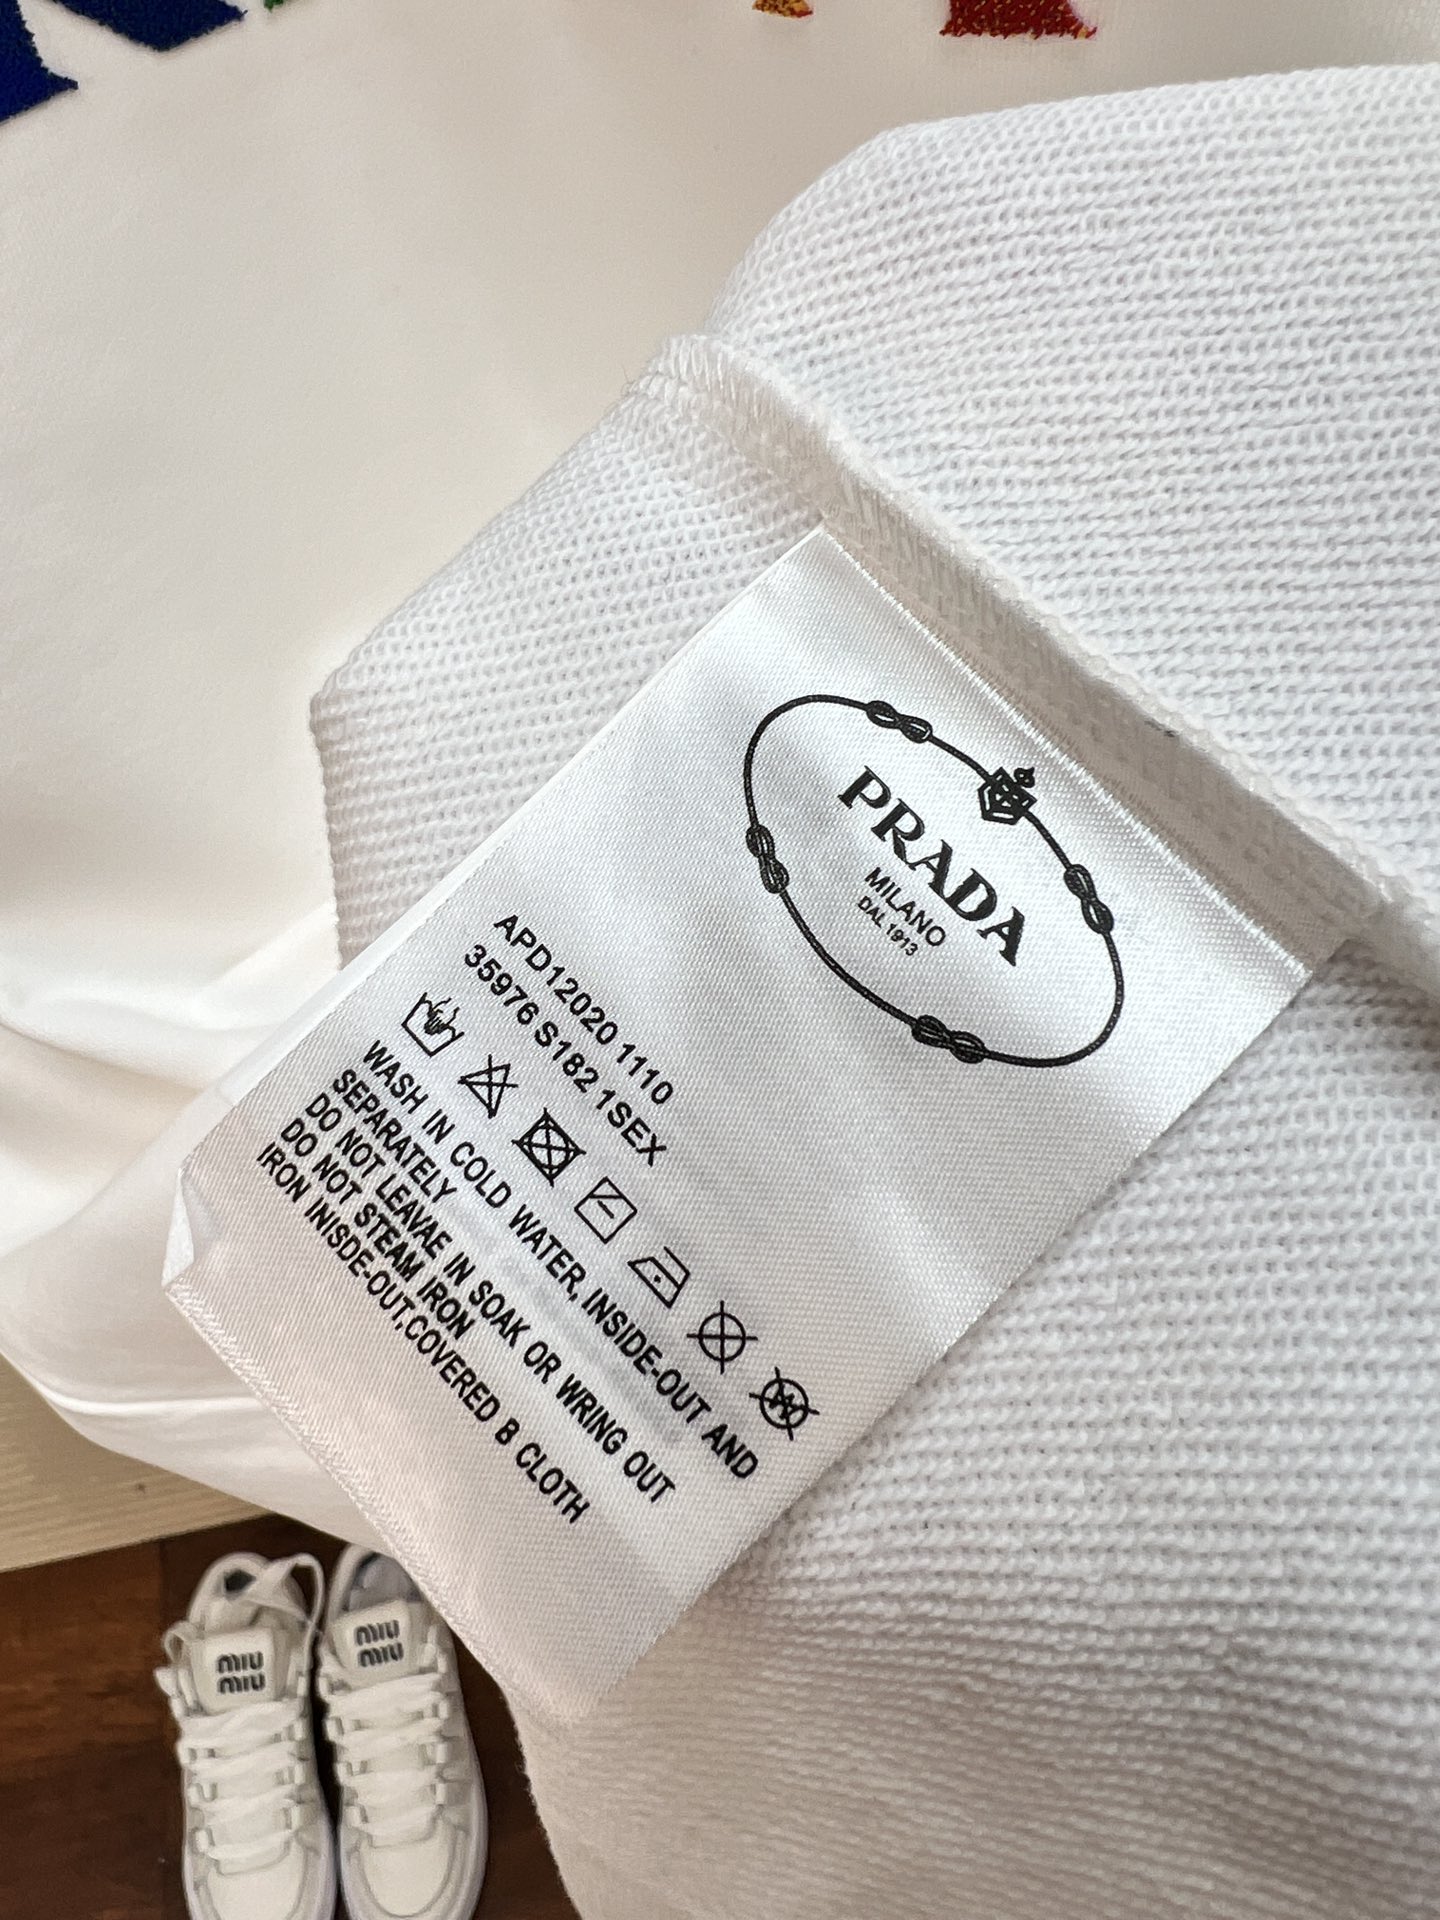 PRADA
MILANO
DAL 1913
APD12020 1110
35976 S182 1SEX
WASH IN COLD WATER, INSIDE-OUT AND
SEPARATELY
DO NOT LEAVAE IN SOAK OR WRING OUT
DO NOT STEAM IRON
IRON INISDE-OUT,COVERED B CLOTH
miu
miu
miu
miu